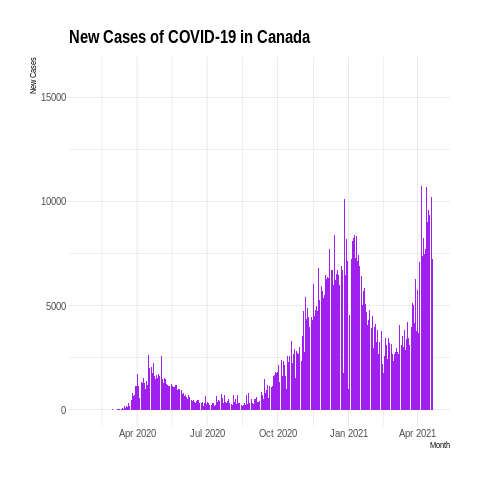 New Cases of COVID-19 in Canada
New Cases
15000
10000
5000
0
Apr 2020
Jul 2020
Oct 2020
Jan 2021
Apr 2021
Month